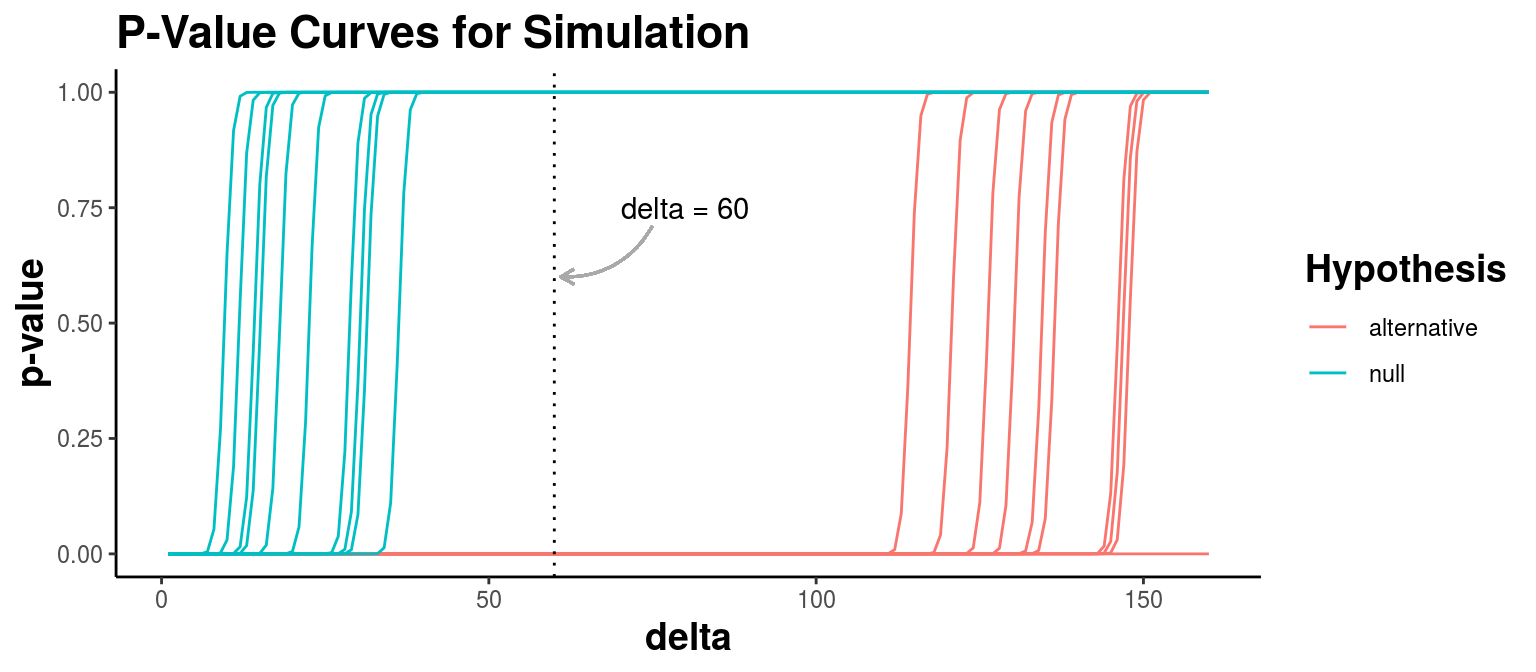 P-Value Curves for Simulation
p-value
1.00
0.75
0.50
0.25
0.00
delta = 60
0
50
100
150
delta
Hypothesis
alternative
null